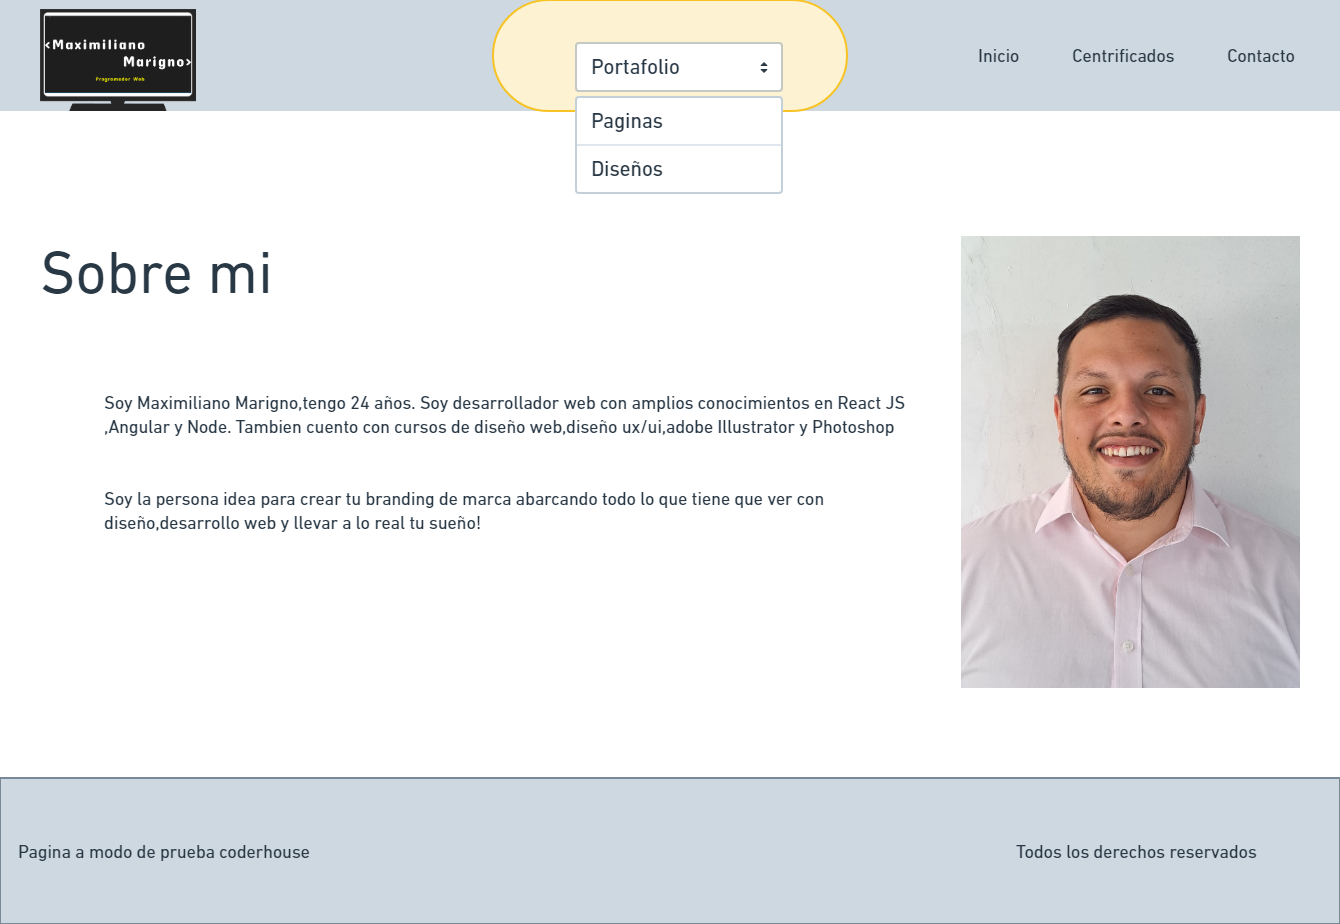 <Maximiliano
Marigno>
Programador Web
Portafolio
Paginas
Diseños
Inicio
Centrificados
Contacto
Sobre mi
Soy Maximiliano Marigno,tengo 24 años. Soy desarrollador web con amplios conocimientos en React JS
,Angular y Node. Tambien cuento con cursos de diseño web,diseño ux/ui,adobe Illustrator y Photoshop
Soy la persona idea para crear tu branding de marca abarcando todo lo que tiene que ver con
diseño,desarrollo web y llevar a lo real tu sueño!
Pagina a modo de prueba coderhouse
Todos los derechos reservados